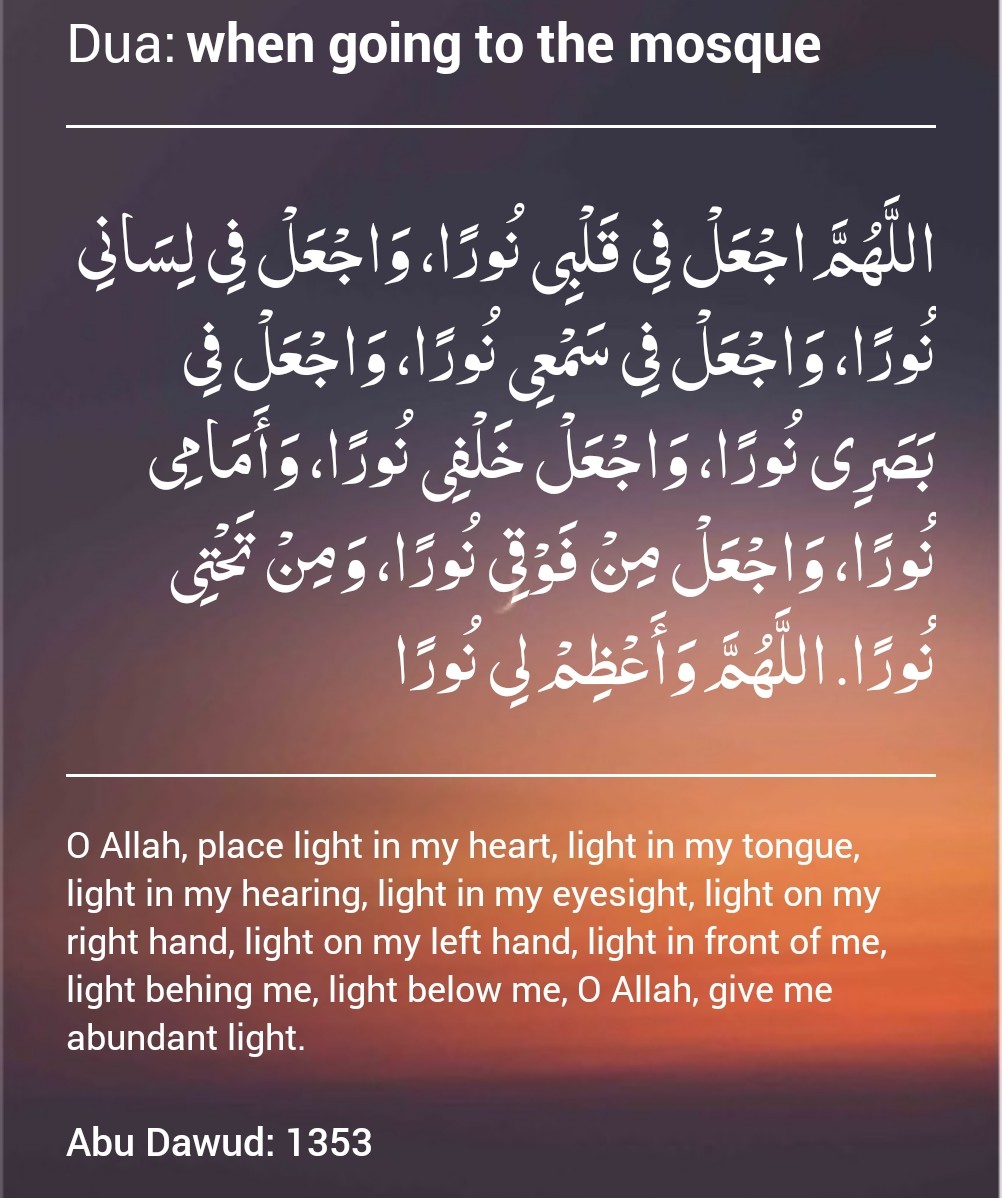 Dua: when going to the mosque
اللَّهُمَّ اجْعَلْ فِي قَلْبِي نُورًا، وَاجْعَلْ فِي لِسَانِي
نُورًا، وَاجْعَلْ فِي سَمْعِي نُورًا، وَاجْعَلْ فِي
بَصَرِي نُورًا، وَاجْعَلْ خَلْفِي نُورًا، وَأَمَامِي
نُورًا، وَاجْعَلْ مِنْ فَوْقِي نُورًا، وَمِنْ تَحْتِي
نُورًا. اللَّهُمَّ وَأَعْظِمْ لِي نُورًا
O Allah, place light in my heart, light in my tongue,
light in my hearing, light in my eyesight, light on my
right hand, light on my left hand, light in front of me,
light behing me, light below me, O Allah, give me
abundant light.
Abu Dawud: 1353